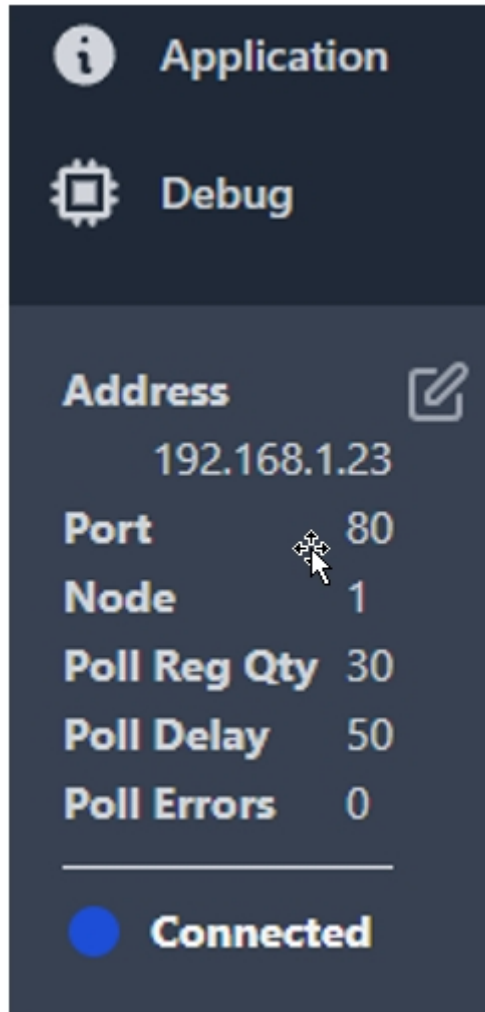 Application
Debug
Address
192.168.1.23
Port 80
Node 1
Poll Reg Qty 30
Poll Delay 50
Poll Errors 0
Connected